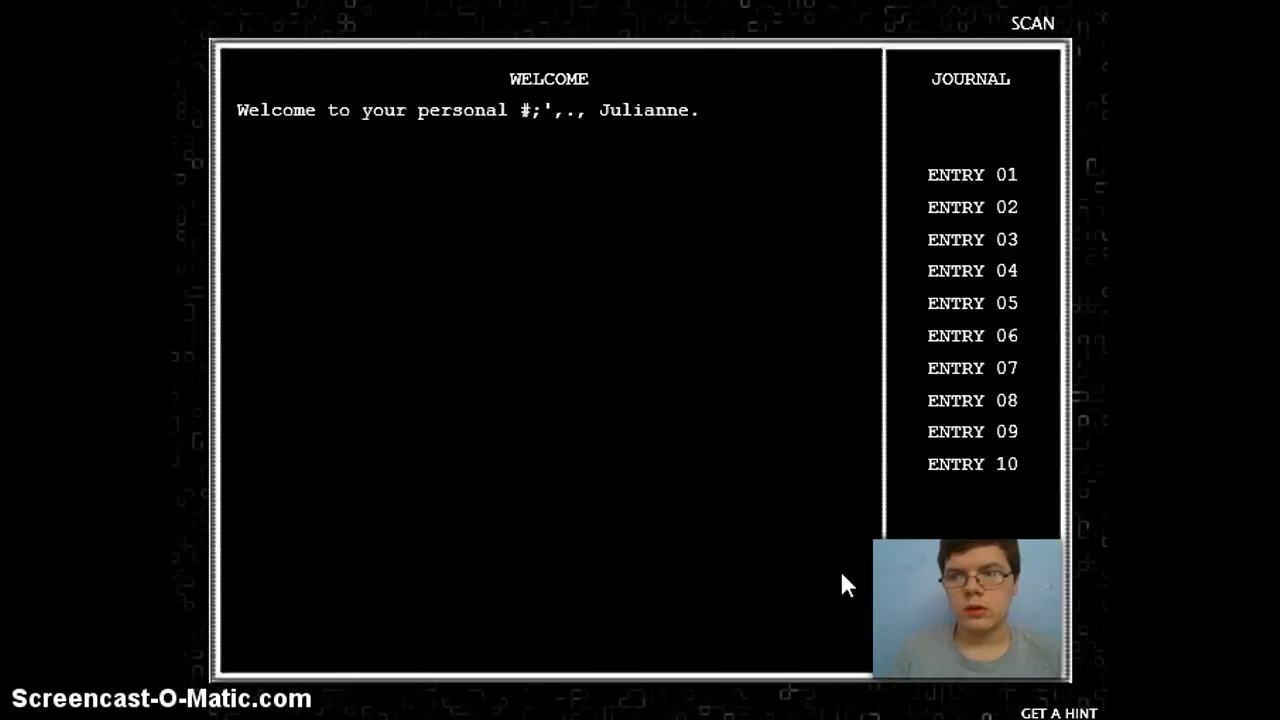 SCAN
WELCOME
Welcome to your personal #;',., Julianne.
JOURNAL
ENTRY 01
ENTRY 02
ENTRY 03
ENTRY 04
ENTRY 05
ENTRY 06
ENTRY 07
ENTRY 08
ENTRY 09
ENTRY 10
Screencast-O-Matic.com
GET A HINT